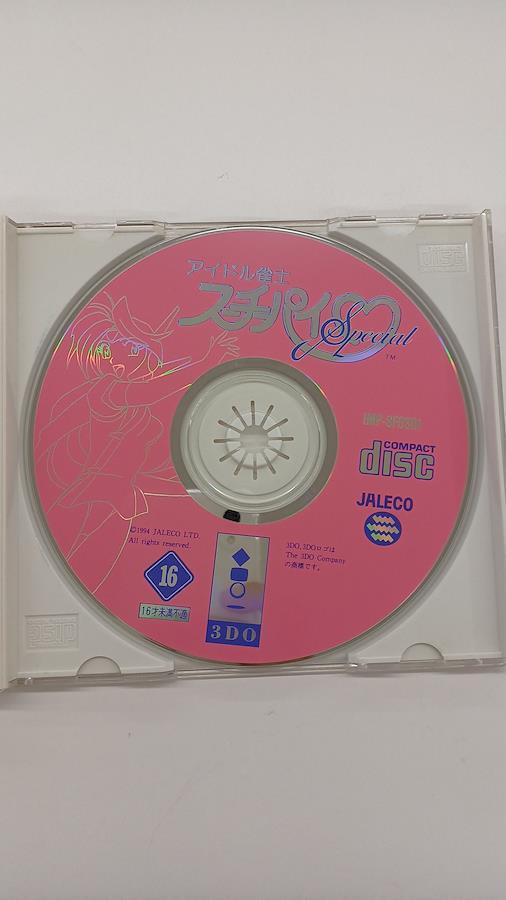 アイドル雀士
スーチーパイ
Special
TM
COMPACT
disc
JALECO
©1994 JALECO LTD.
All rights reserved.
3DO,3DOロゴは
The 3DO Company
の商標です。
16
16才未満不適
3DO